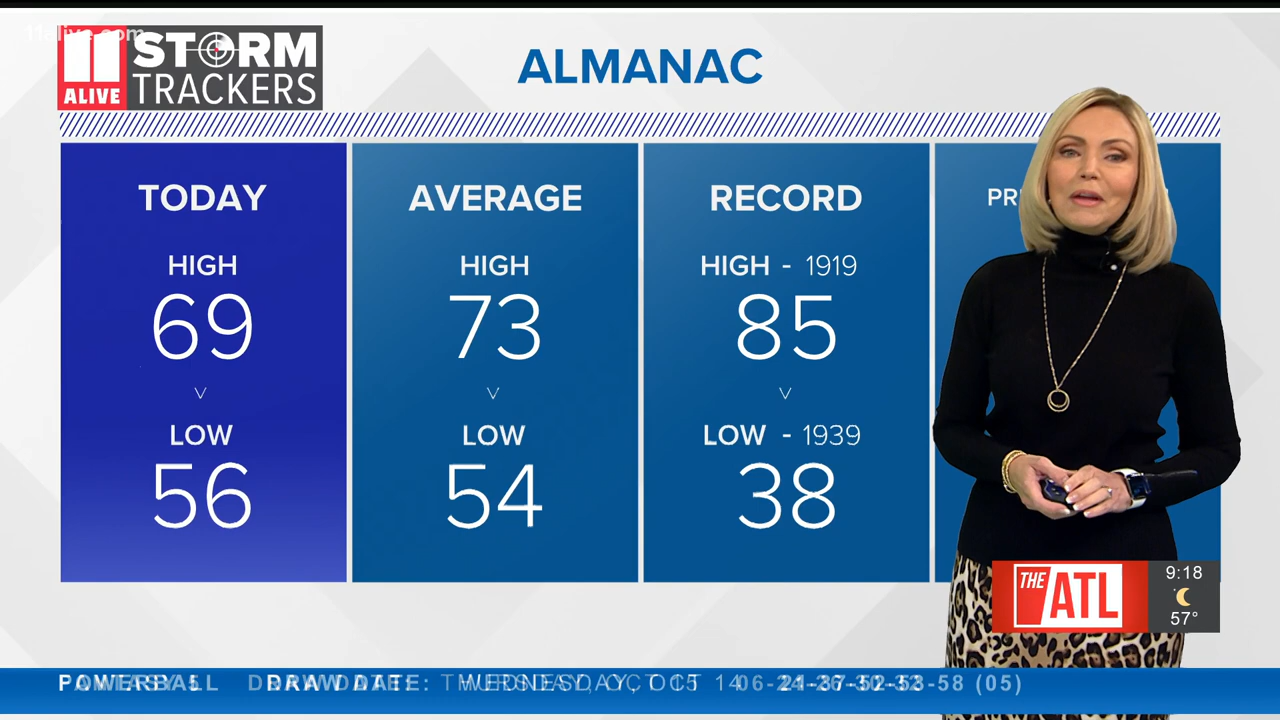 11alive.com
11 ALIVE
STORM
TRACKERS
ALMANAC
TODAY
HIGH
69
LOW
56
AVERAGE
HIGH
73
LOW
54
RECORD
HIGH - 1919
85
LOW - 1939
38
THE ATL
9:18
57°